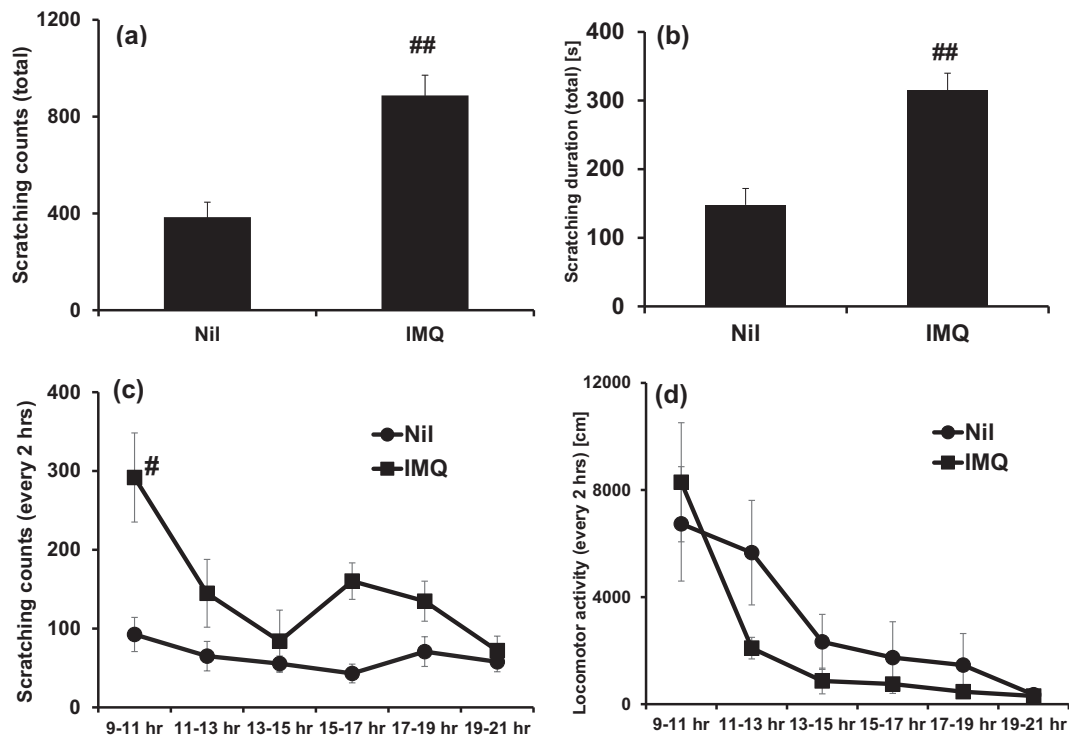 (a)
Scratching counts (total)
1200
800
400
0
##
Nil
IMQ
(b)
Scratching duration (total) [s]
400
300
200
100
0
##
Nil
IMQ
(c)
Scratching counts (every 2 hrs)
400
300
200
100
0
#
Nil
IMQ
9-11 hr 11-13 hr 13-15 hr 15-17 hr 17-19 hr 19-21 hr
(d)
Locomotor activity (every 2 hrs) [cm]
12000
8000
4000
0
Nil
IMQ
9-11 hr 11-13 hr 13-15 hr 15-17 hr 17-19 hr 19-21 hr